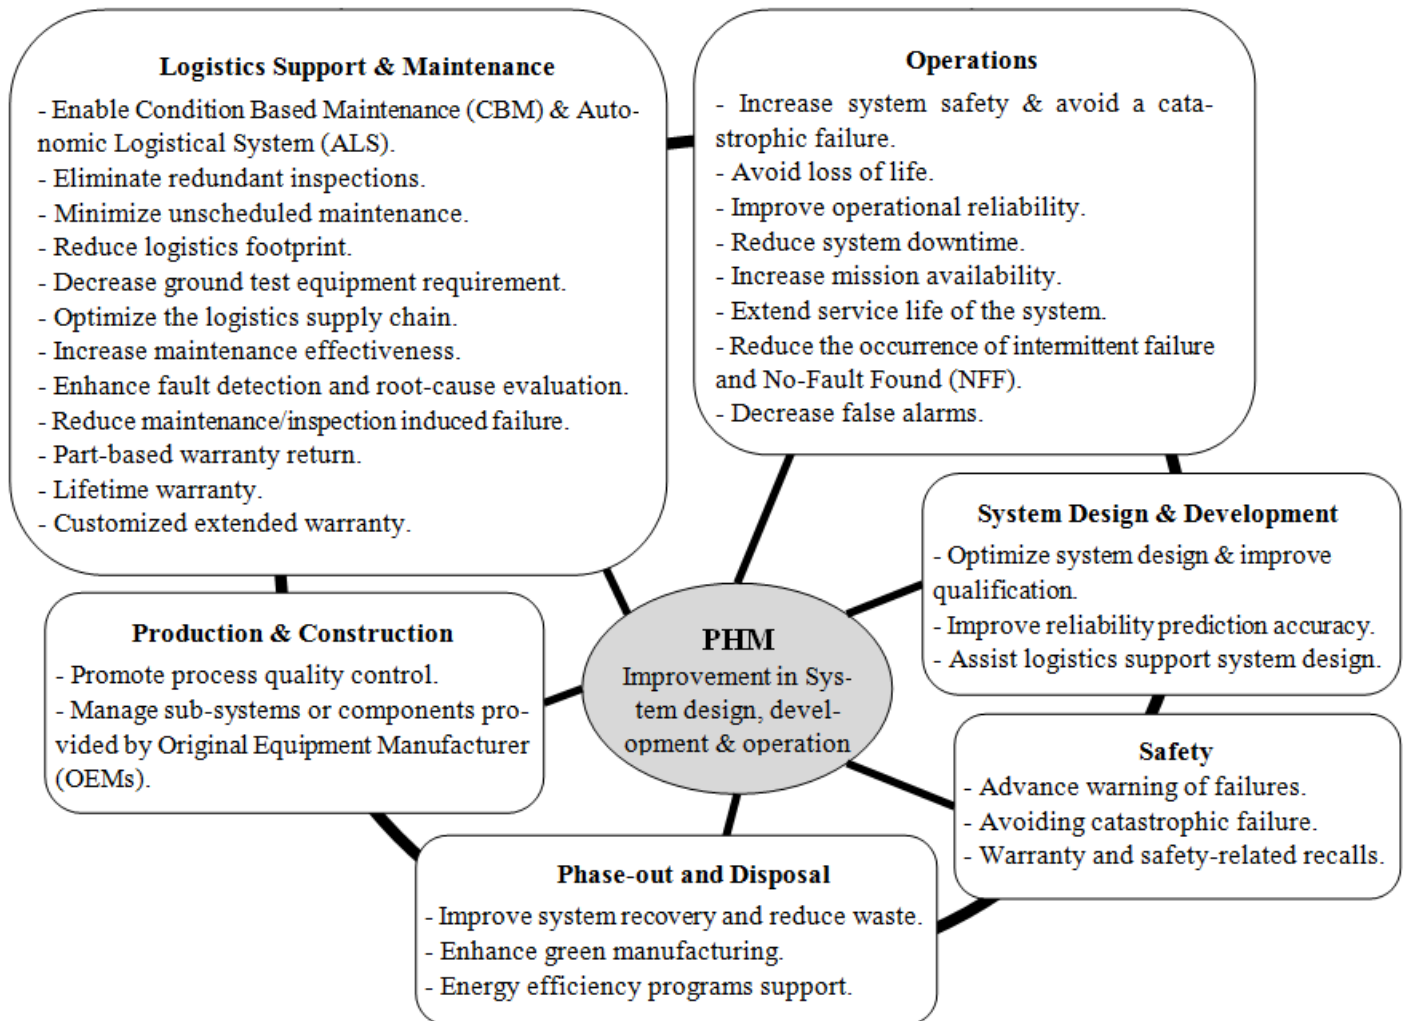 Logistics Support & Maintenance
- Enable Condition Based Maintenance (CBM) & Auto-
nomic Logistical System (ALS).
- Eliminate redundant inspections.
- Minimize unscheduled maintenance.
- Reduce logistics footprint.
- Decrease ground test equipment requirement.
- Optimize the logistics supply chain.
- Increase maintenance effectiveness.
- Enhance fault detection and root-cause evaluation.
- Reduce maintenance/inspection induced failure.
- Part-based warranty return.
- Lifetime warranty.
- Customized extended warranty.
Operations
- Increase system safety & avoid a cata-
strophic failure.
- Avoid loss of life.
- Improve operational reliability.
- Reduce system downtime.
- Increase mission availability.
- Extend service life of the system.
- Reduce the occurrence of intermittent failure
and No-Fault Found (NFF).
- Decrease false alarms.
System Design & Development
- Optimize system design & improve
qualification.
- Improve reliability prediction accuracy.
- Assist logistics support system design.
Production & Construction
- Promote process quality control.
- Manage sub-systems or components pro-
vided by Original Equipment Manufacturer
(OEMs).
PHM
Improvement in Sys-
tem design, devel-
opment & operation
Safety
- Advance warning of failures.
- Avoiding catastrophic failure.
- Warranty and safety-related recalls.
Phase-out and Disposal
- Improve system recovery and reduce waste.
- Enhance green manufacturing.
- Energy efficiency programs support.